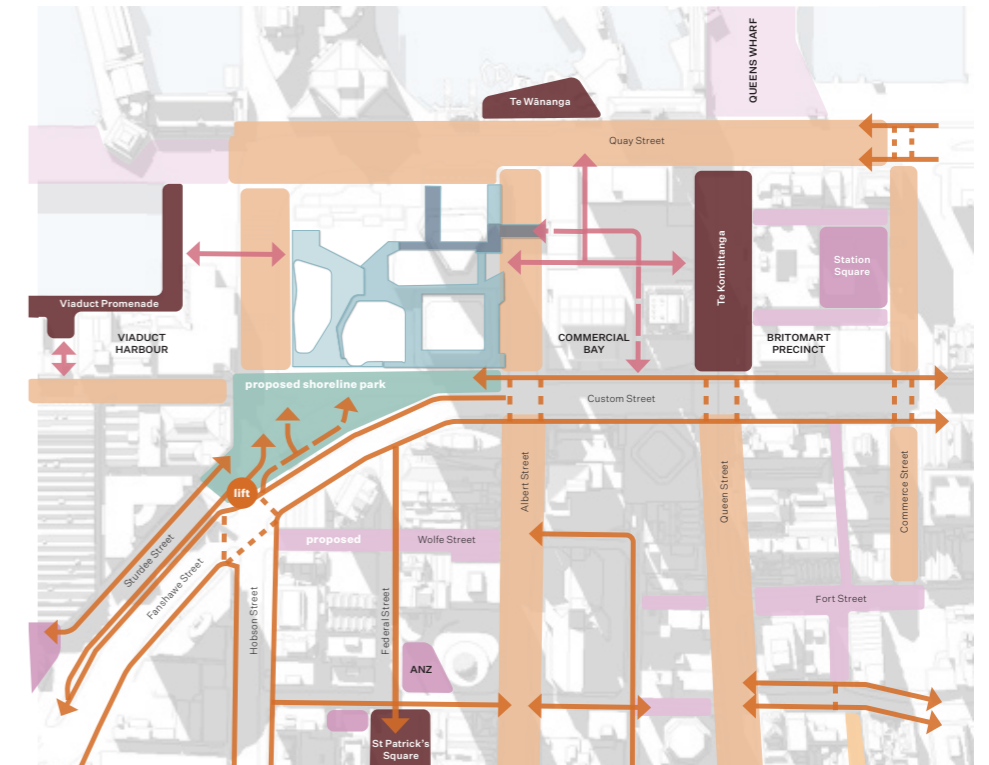 QUEENS WHARF
Te Wānanga
Quay Street
Te Komititanga
Station
Square
Viaduct Promenade
VIADUCT
HARBOUR
COMMERCIAL
BAY
BRITOMART
PRECINCT
proposed shoreline park
Custom Street
Albert Street
Queen Street
Commerce Street
lift
Sturdee Street
Fanshawe Street
proposed
Wolfe Street
Hobson Street
Federal Street
Fort Street
ANZ
St Patrick's
Square